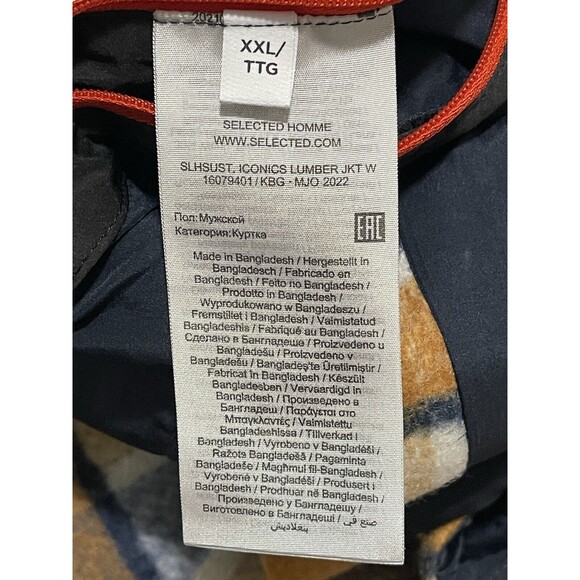 2021
XXL/
TTG
SELECTED HOMME
WWW.SELECTED.COM
SLHSUST. ICONICS LUMBER JKT W
16079401 / KBG - MJO 2022
Пол: Мужской
Категория: Куртка
EAC
Made in Bangladesh / Hergestellt in
Bangladesch / Fabricado en
Bangladesh / Feito no Bangladesh /
Prodotto in Bangladesh /
Wyprodukowano w Bangladeszu /
Fremstillet i Bangladesh / Valmistatud
Bangladeshis / Fabriqué au Bangladesh /
Сделано в Бангладеше / Proizvedeno u
Bangladešu / Proizvedeno v
Bangladešu / Bangladeş'te Üretilmiştir /
Fabricat în Bangladesh / Készült
Bangladesben / Vervaardigd in
Bangladesh / Произведено в
Бангладеш / Παράγεται στο
Μπαγκλαντές / Valmistettu
Bangladeshissa / Tillverkad i
Bangladesh / Vyrobeno v Bangladéši /
Ražots Bangladešā / Pagaminta
Bangladeše / Magħmul fil-Bangladesh /
Vyrobené v Bangladéši / Produsert i
Bangladesh / Prodhuar në Bangladesh /
Произведено у Бангладешу /
Виготовлено в Бангладеш / صنع في
بنغلاديش